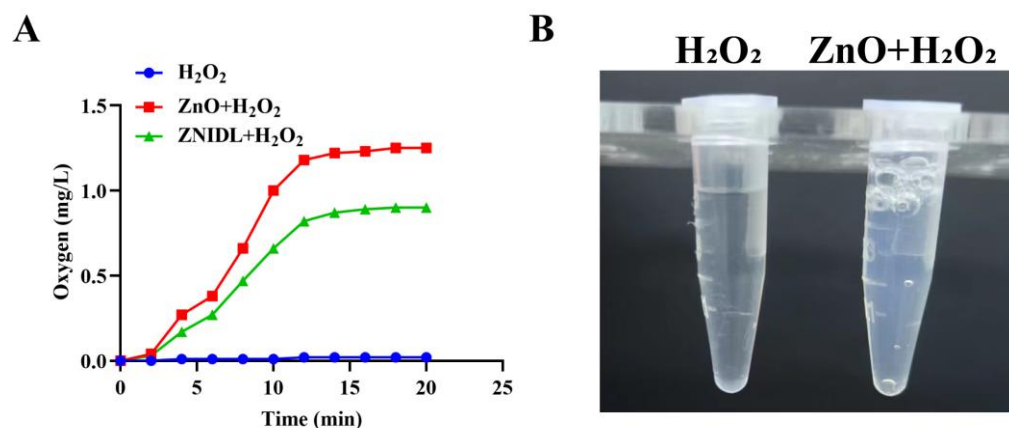 A
H₂O₂
ZnO+H₂O₂
ZNIDL+H₂O₂
1.5
1.0
0.5
0.0
Oxygen (mg/L)
0 5 10 15 20 25
Time (min)
B
H₂O₂ ZnO+H₂O₂